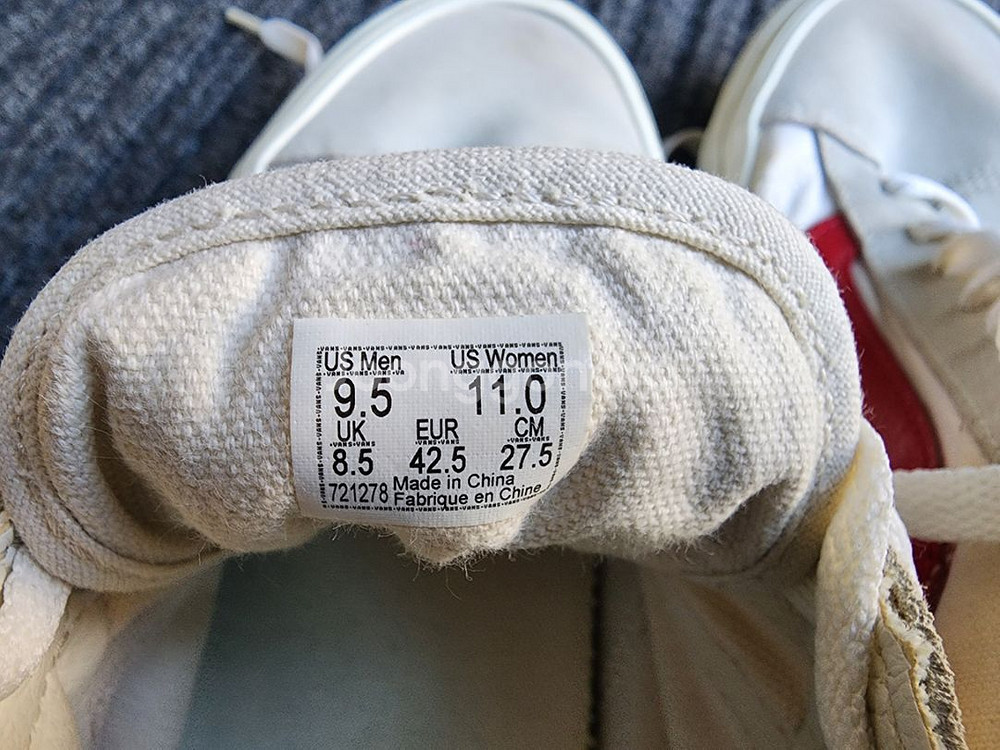 US Men US Women
9.5 11.0
UK EUR CM
8.5 42.5 27.5
721278 Made in China
Fabrique en Chine